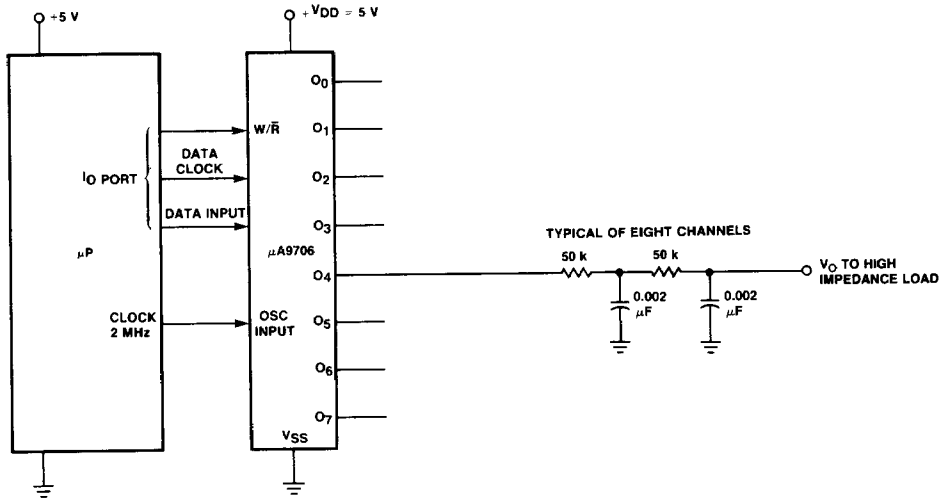 +5 V
+VDD = 5 V
O0
W/R̅
O1
DATA
CLOCK
IO PORT
O2
DATA INPUT
O3
TYPICAL OF EIGHT CHANNELS
μP
μA9706
50 k
50 k
O4
VO TO HIGH
IMPEDANCE LOAD
0.002
μF
0.002
μF
CLOCK
2 MHz
OSC
INPUT
O5
O6
O7
VSS